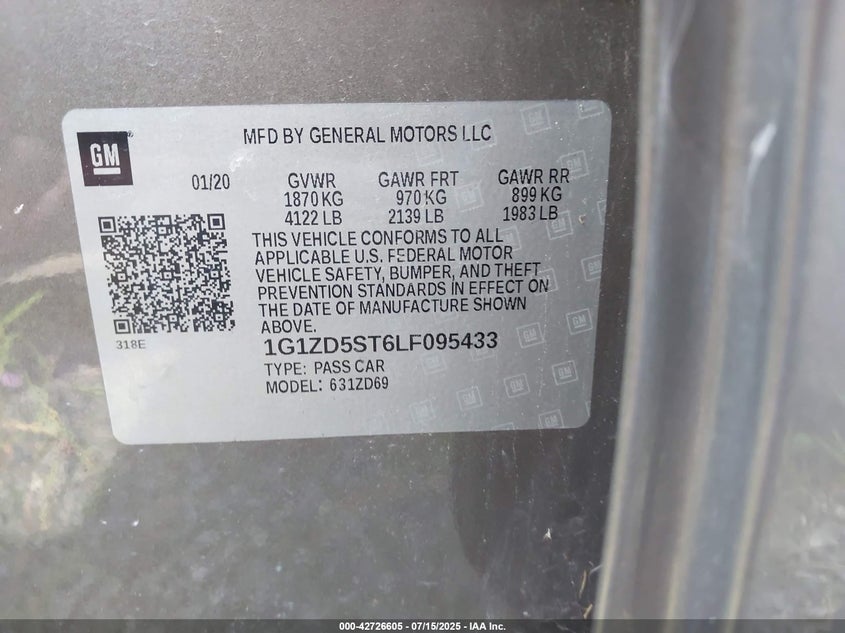 GM
MFD BY GENERAL MOTORS LLC
01/20
GVWR
1870 KG
4122 LB
GAWR FRT
970 KG
2139 LB
GAWR RR
899 KG
1983 LB
THIS VEHICLE CONFORMS TO ALL
APPLICABLE U.S. FEDERAL MOTOR
VEHICLE SAFETY, BUMPER, AND THEFT
PREVENTION STANDARDS IN EFFECT ON
THE DATE OF MANUFACTURE SHOWN
ABOVE.
318E
1G1ZD5ST6LF095433
TYPE: PASS CAR
MODEL: 631ZD69
000-42726605 - 07/15/2025 - IAA Inc.